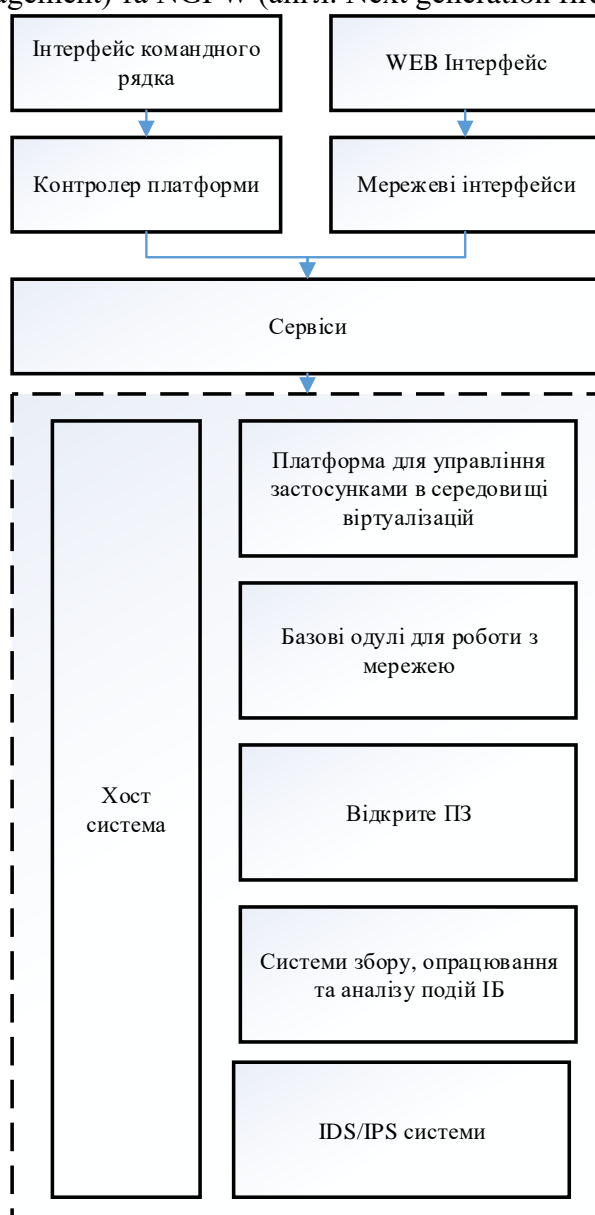 agement) та NGFW (англ. Next generation fire
Інтерфейс командного
рядка
WEB Інтерфейс
Контролер платформи
Мережеві інтерфейси
Сервіси
Хост
система
Платформа для управління
застосунками в середовищі
віртуалізацій
Базові одулі для роботи з
мережею
Відкрите ПЗ
Системи збору, опрацювання
та аналізу подій ІБ
IDS/IPS системи